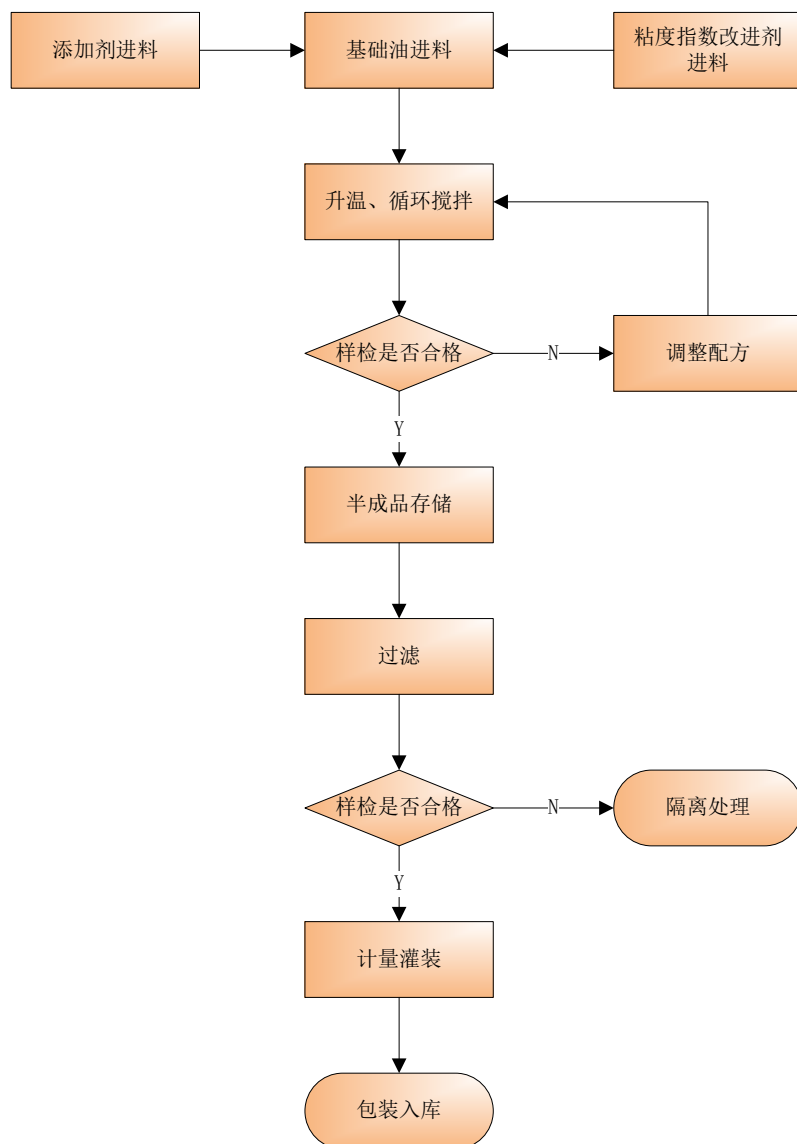 添加剂进料
基础油进料
粘度指数改进剂
进料
升温、循环搅拌
样检是否合格
N
调整配方
Y
半成品存储
过滤
样检是否合格
N
隔离处理
Y
计量灌装
包装入库